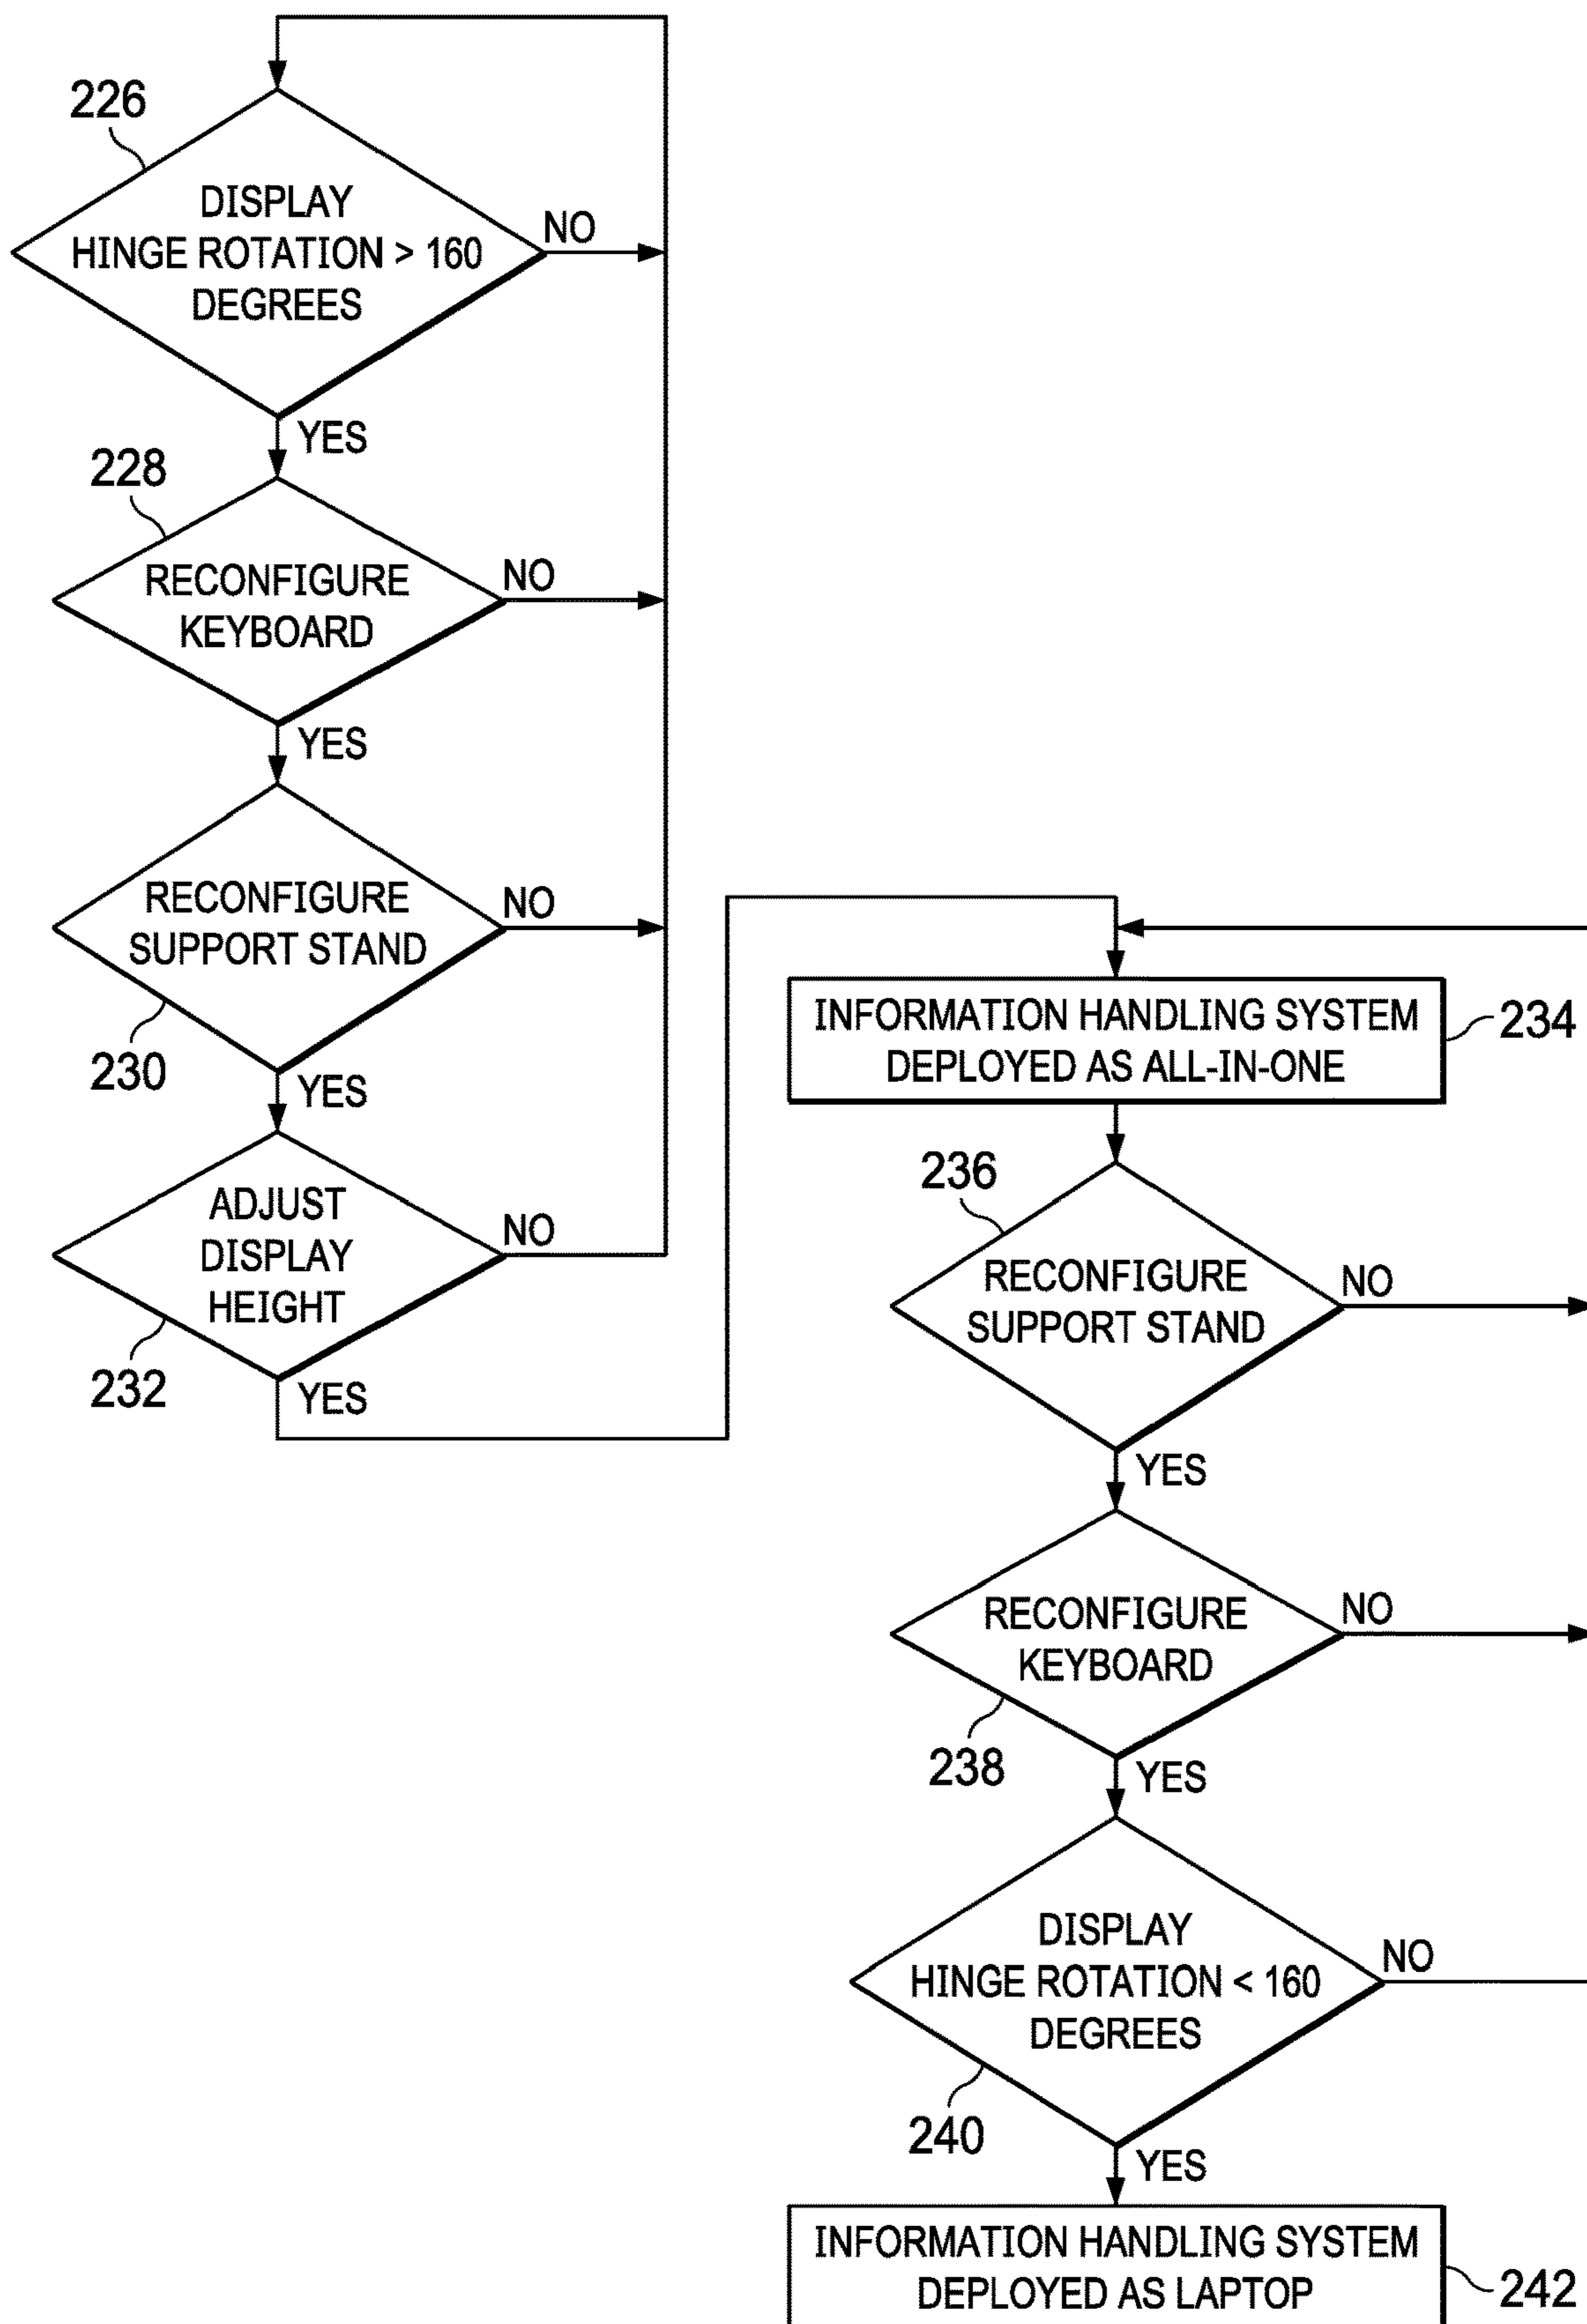 226
DISPLAY
HINGE ROTATION > 160
DEGREES
NO
YES
228
RECONFIGURE
KEYBOARD
NO
YES
RECONFIGURE
SUPPORT STAND
NO
230
YES
ADJUST
DISPLAY
HEIGHT
NO
232
YES
INFORMATION HANDLING SYSTEM
DEPLOYED AS ALL-IN-ONE
234
236
RECONFIGURE
SUPPORT STAND
NO
YES
RECONFIGURE
KEYBOARD
NO
238
YES
DISPLAY
HINGE ROTATION < 160
DEGREES
NO
240
YES
INFORMATION HANDLING SYSTEM
DEPLOYED AS LAPTOP
242